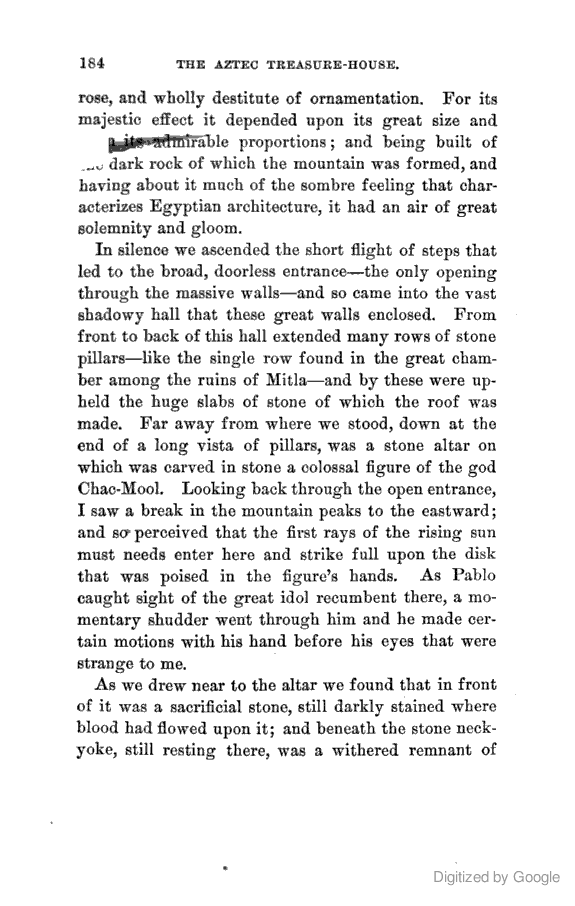 184 THE AZTEC TREASURE-HOUSE.
rose, and wholly destitute of ornamentation. For its
majestic effect it depended upon its great size and
its admirable proportions; and being built of
dark rock of which the mountain was formed, and
having about it much of the sombre feeling that char-
acterizes Egyptian architecture, it had an air of great
solemnity and gloom.
In silence we ascended the short flight of steps that
led to the broad, doorless entrance—the only opening
through the massive walls—and so came into the vast
shadowy hall that these great walls enclosed. From
front to back of this hall extended many rows of stone
pillars—like the single row found in the great cham-
ber among the ruins of Mitla—and by these were up-
held the huge slabs of stone of which the roof was
made. Far away from where we stood, down at the
end of a long vista of pillars, was a stone altar on
which was carved in stone a colossal figure of the god
Chac-Mool. Looking back through the open entrance,
I saw a break in the mountain peaks to the eastward;
and so perceived that the first rays of the rising sun
must needs enter here and strike full upon the disk
that was poised in the figure's hands. As Pablo
caught sight of the great idol recumbent there, a mo-
mentary shudder went through him and he made cer-
tain motions with his hand before his eyes that were
strange to me.
As we drew near to the altar we found that in front
of it was a sacrificial stone, still darkly stained where
blood had flowed upon it; and beneath the stone neck-
yoke, still resting there, was a withered remnant of
Digitized by Google